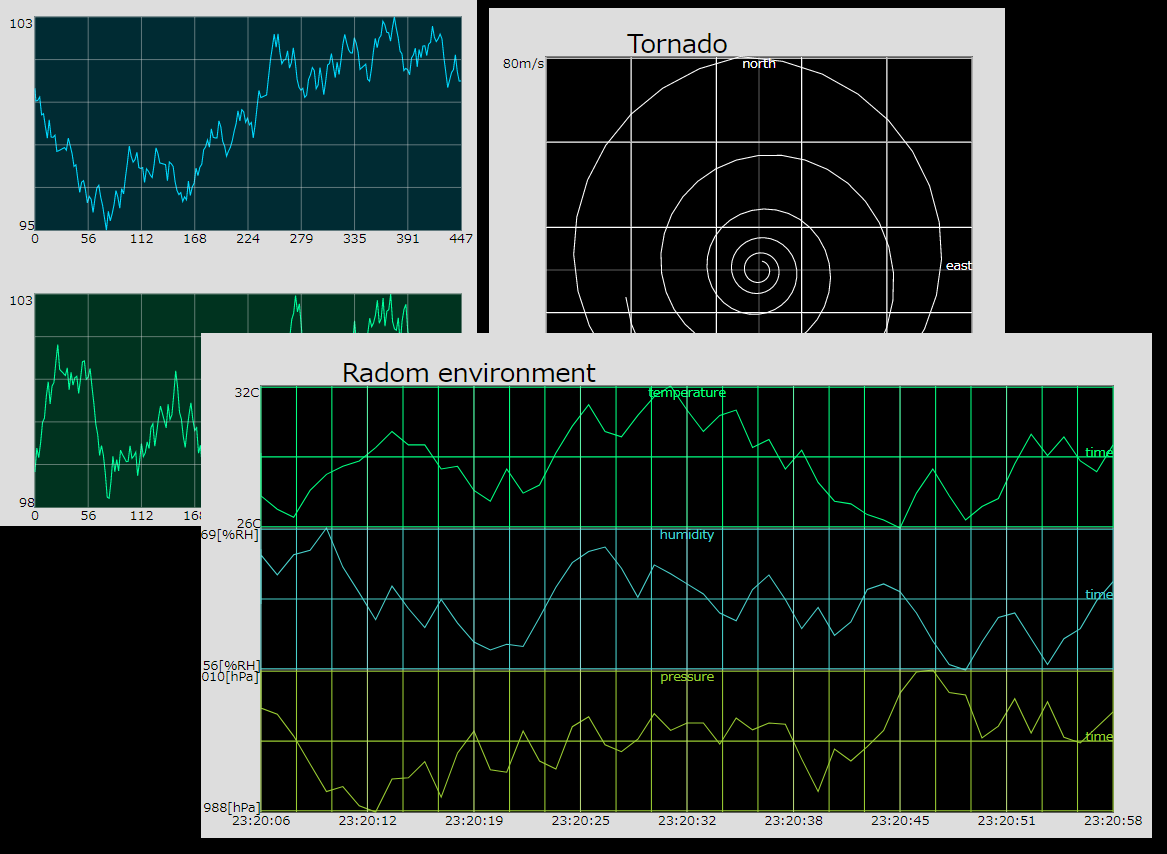 103
95
0 56 112 168 224 279 335 391 447
103
98
0 56 112 168
Tornado
80m/s
north
east
Radom environment
32C
temperature
time
26C
69[%RH]
humidity
time
56[%RH]
010[hPa]
pressure
time
988[hPa]
23:20:06 23:20:12 23:20:19 23:20:25 23:20:32 23:20:38 23:20:45 23:20:51 23:20:58